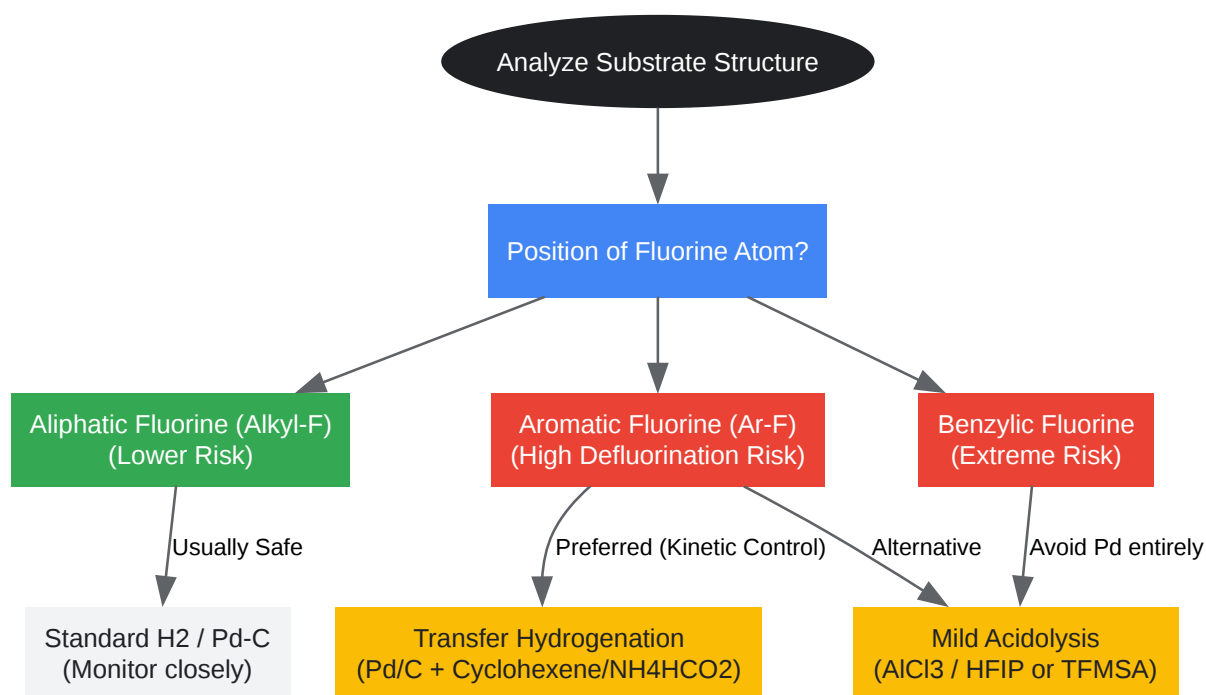 Analyze Substrate Structure
Position of Fluorine Atom?
Aliphatic Fluorine (Alkyl-F)
(Lower Risk)
Aromatic Fluorine (Ar-F)
(High Defluorination Risk)
Benzylic Fluorine
(Extreme Risk)
Usually Safe
Preferred (Kinetic Control)
Alternative
Avoid Pd entirely
Standard H2 / Pd-C
(Monitor closely)
Transfer Hydrogenation
(Pd/C + Cyclohexene/NH4HCO2)
Mild Acidolysis
(AlCl3 / HFIP or TFMSA)